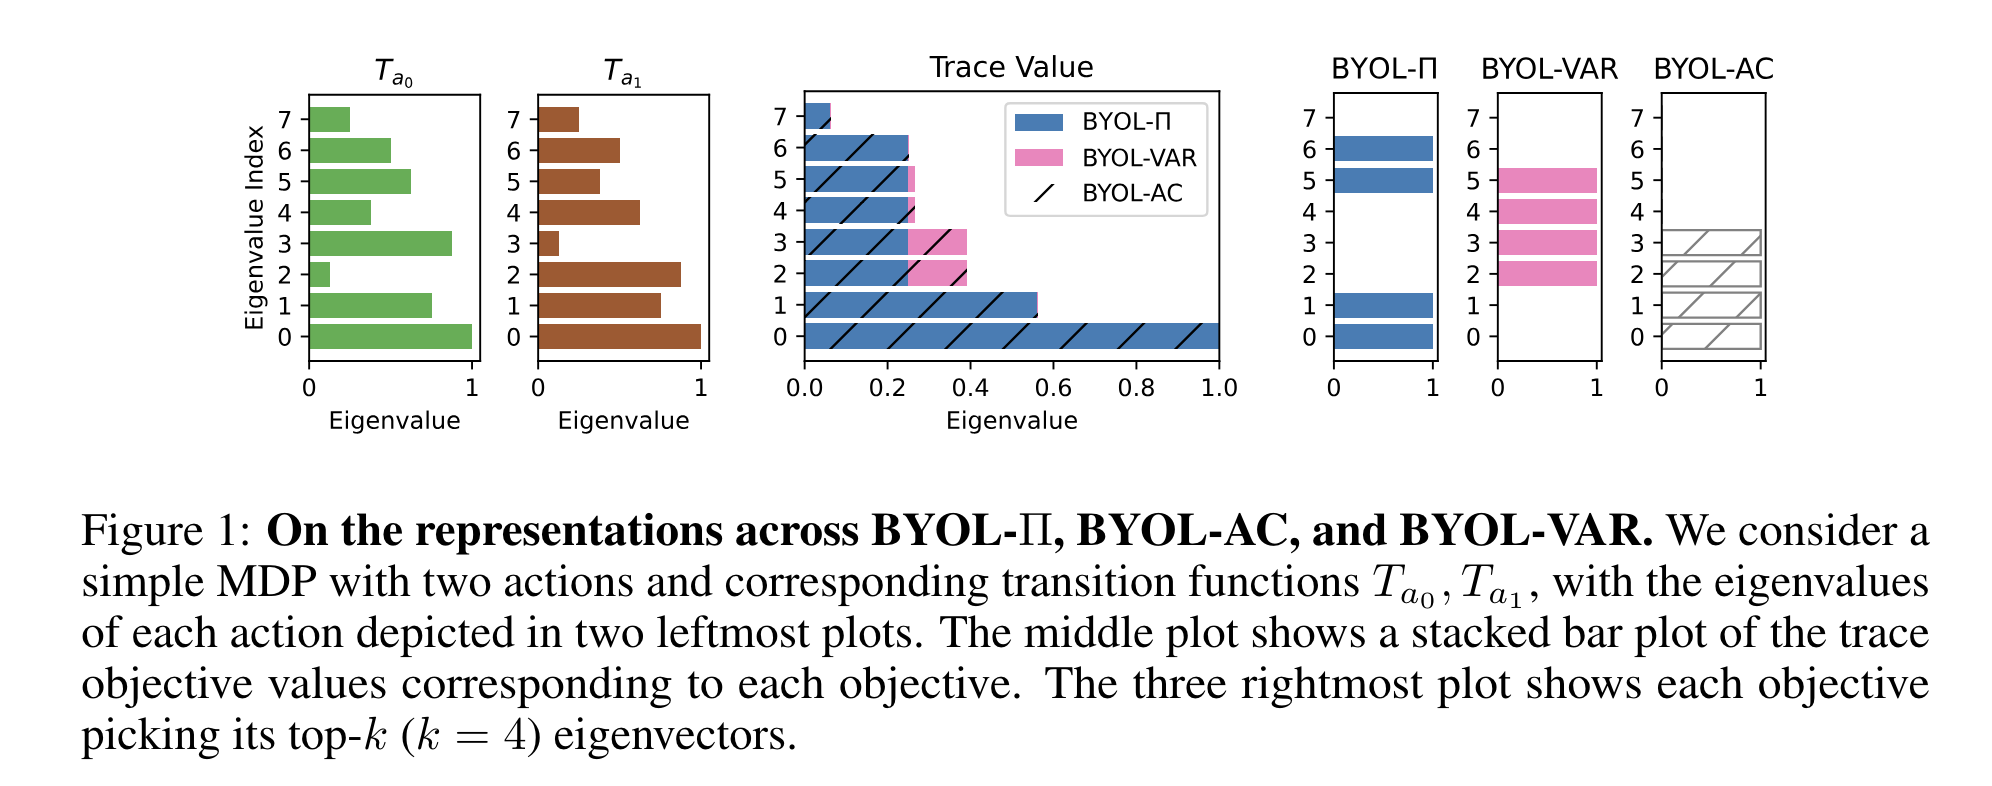 T_{a_0}
Eigenvalue Index
7
6
5
4
3
2
1
0
0 1
Eigenvalue
T_{a_1}
7
6
5
4
3
2
1
0
0 1
Eigenvalue
Trace Value
7
6
5
4
3
2
1
0
BYOL-Π
BYOL-VAR
BYOL-AC
0.0 0.2 0.4 0.6 0.8 1.0
Eigenvalue
BYOL-Π
7
6
5
4
3
2
1
0
0 1
BYOL-VAR
7
6
5
4
3
2
1
0
0 1
BYOL-AC
7
6
5
4
3
2
1
0
0 1
Figure 1: On the representations across BYOL-Π, BYOL-AC, and BYOL-VAR. We consider a
simple MDP with two actions and corresponding transition functions T_{a_0}, T_{a_1}, with the eigenvalues
of each action depicted in two leftmost plots. The middle plot shows a stacked bar plot of the trace
objective values corresponding to each objective. The three rightmost plot shows each objective
picking its top-k (k = 4) eigenvectors.